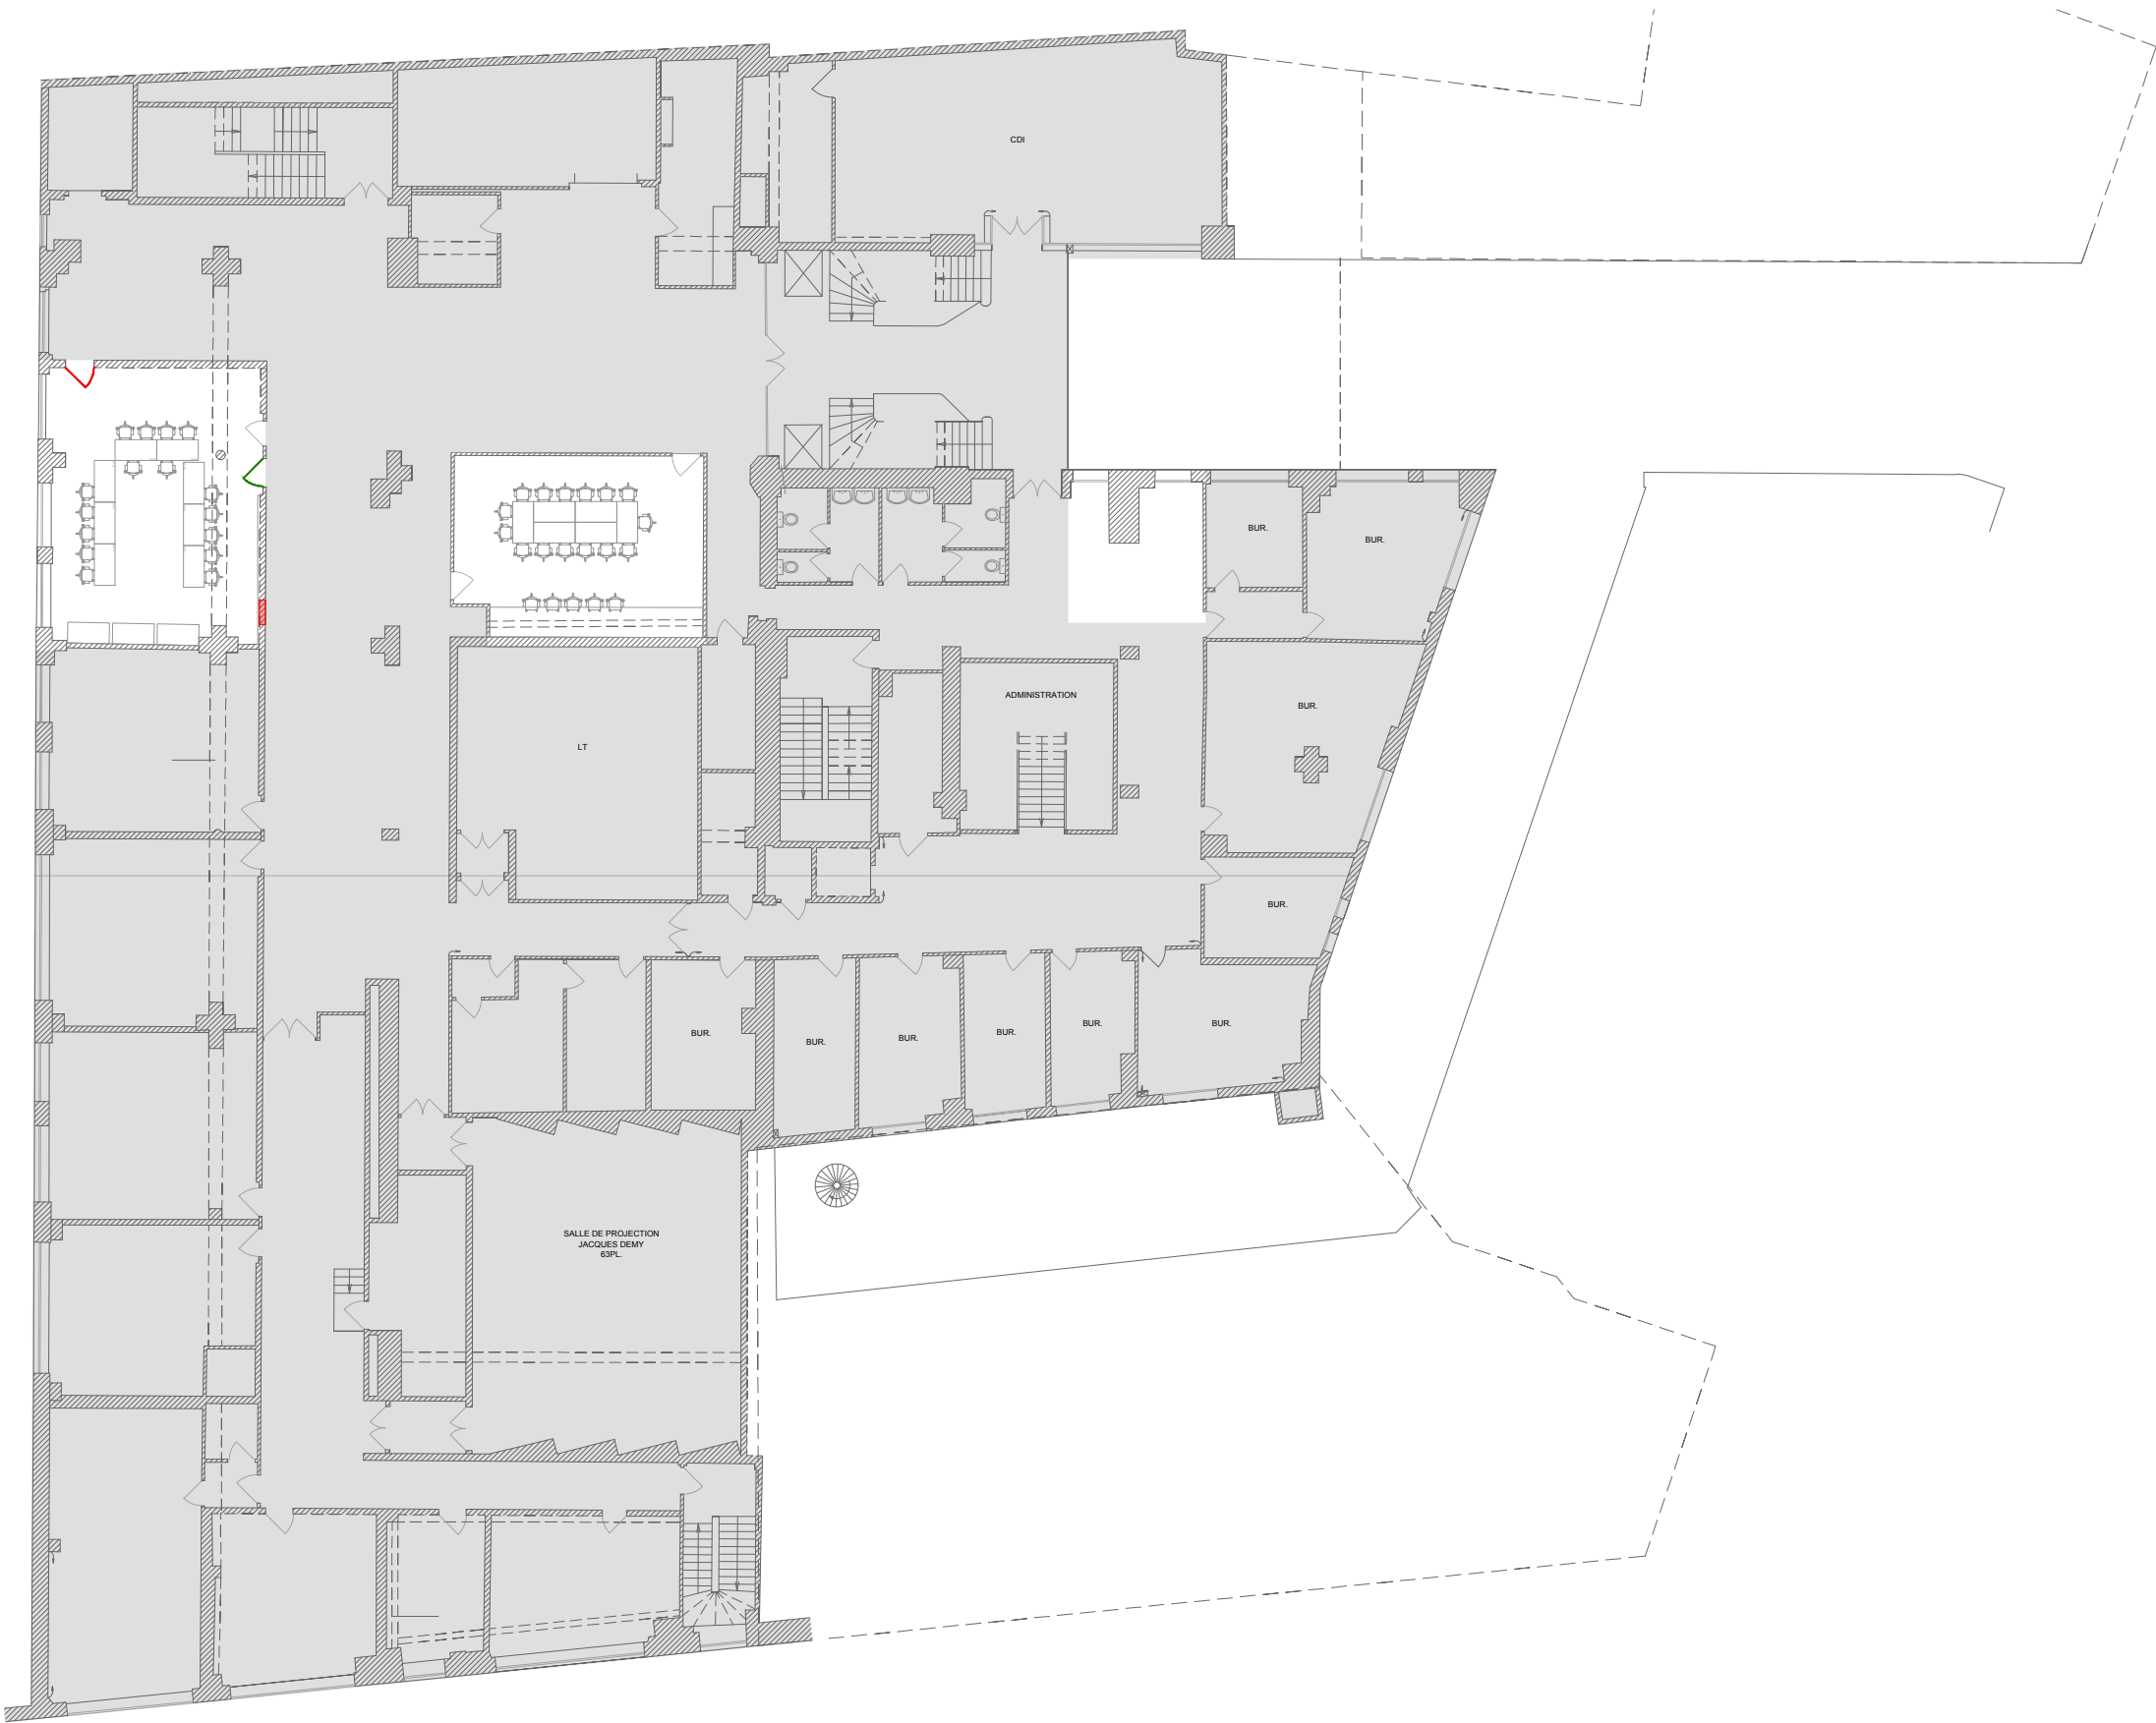 CDI
BUR.
BUR.
ADMINISTRATION
BUR.
LT
BUR.
BUR.
BUR.
BUR.
BUR.
BUR.
BUR.
SALLE DE PROJECTION
JACQUES DEMY
63PL.